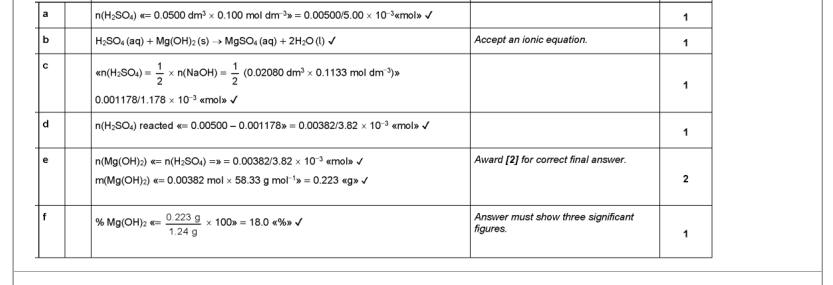 a n(H₂SO₄) «= 0.0500 dm³ × 0.100 mol dm⁻³» = 0.00500/5.00 × 10⁻³«mol» ✓ 1
b H₂SO₄ (aq) + Mg(OH)₂ (s) → MgSO₄ (aq) + 2H₂O (l) ✓ Accept an ionic equation. 1
c «n(H₂SO₄) = 1/2 × n(NaOH) = 1/2 (0.02080 dm³ × 0.1133 mol dm⁻³)»
0.001178/1.178 × 10⁻³ «mol» ✓ 1
d n(H₂SO₄) reacted «= 0.00500 – 0.001178» = 0.00382/3.82 × 10⁻³ «mol» ✓ 1
e n(Mg(OH)₂) «= n(H₂SO₄) =» = 0.00382/3.82 × 10⁻³ «mol» ✓ Award [2] for correct final answer.
m(Mg(OH)₂) «= 0.00382 mol × 58.33 g mol⁻¹» = 0.223 «g» ✓ 2
f % Mg(OH)₂ «= 0.223 g/1.24 g × 100» = 18.0 «%» ✓ Answer must show three significant
figures. 1